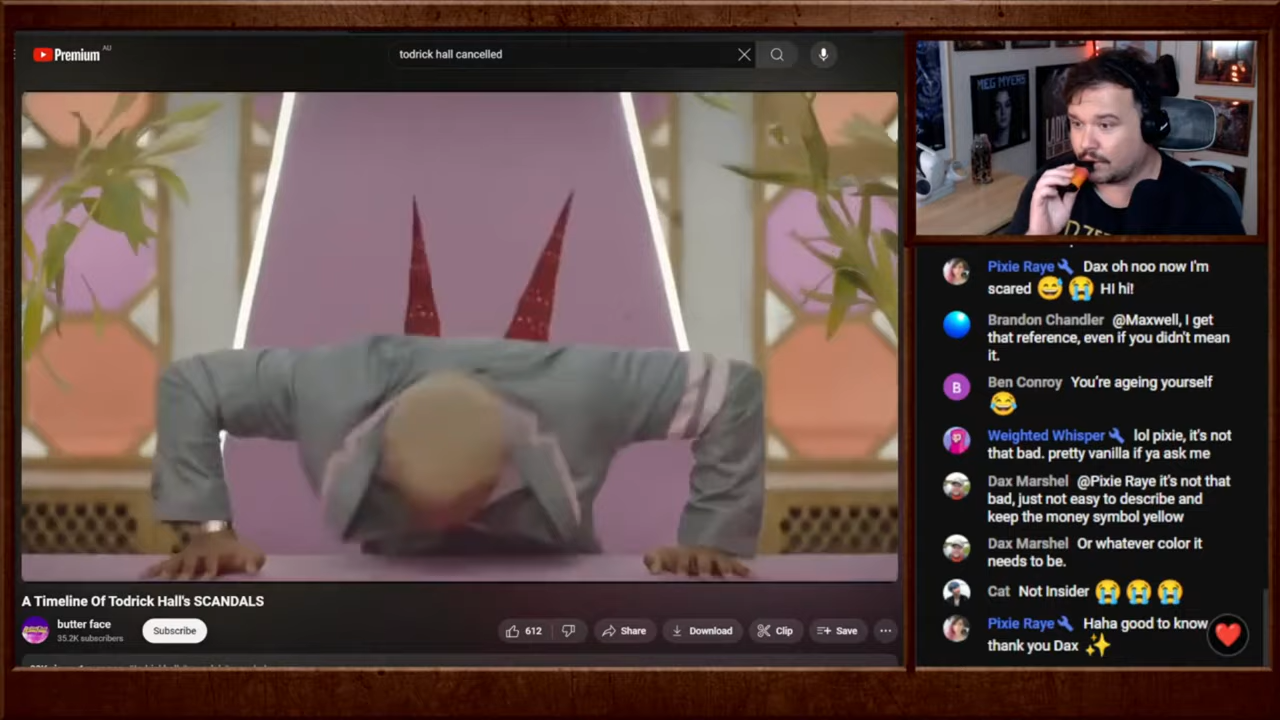 Premium AU
todrick hall cancelled
MEG MYERS
A Timeline Of Todrick Hall's SCANDALS
butter face
35.2K subscribers
Subscribe
612
Share
Download
Clip
Save
Pixie Raye Dax oh noo now I'm
scared HI hi!
Brandon Chandler @Maxwell, I get
that reference, even if you didn't mean
it.
B
Ben Conroy You're ageing yourself
Weighted Whisper lol pixie, it's not
that bad. pretty vanilla if ya ask me
Dax Marshel @Pixie Raye it's not that
bad, just not easy to describe and
keep the money symbol yellow
Dax Marshel Or whatever color it
needs to be.
Cat Not Insider
Pixie Raye Haha good to know
thank you Dax